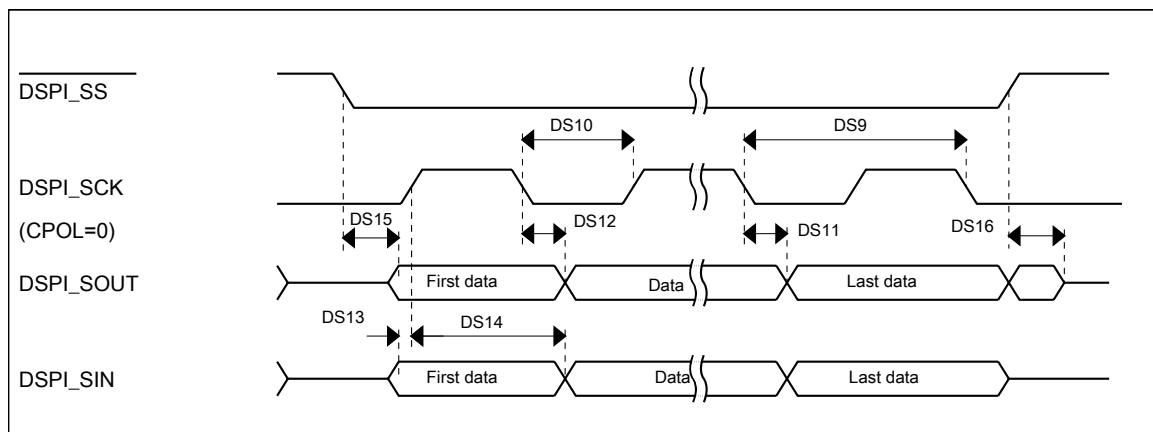 DSPI_SS
DS10
DS9
DSPI_SCK
(CPOL=0)
DS15
DS12
DS11
DS16
DSPI_SOUT
First data
Data
Last data
DS13
DS14
DSPI_SIN
First data
Data
Last data